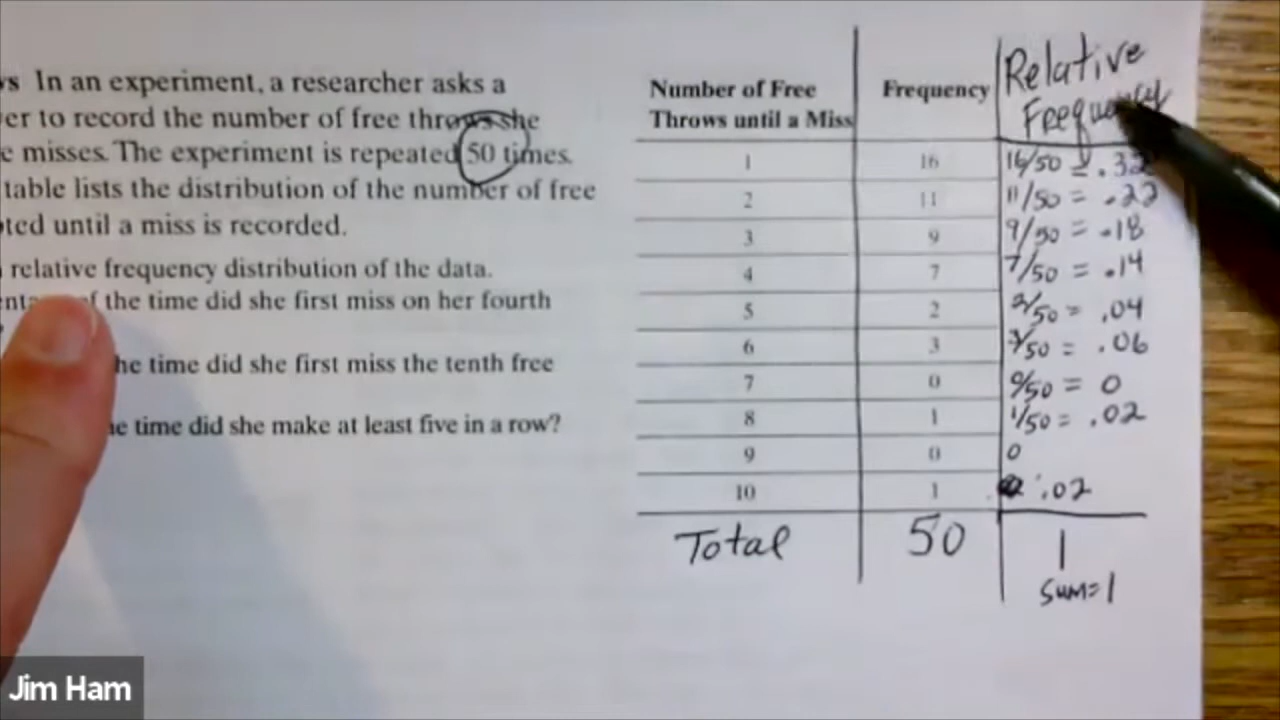 In an experiment, a researcher asks a
er to record the number of free throws she
e misses. The experiment is repeated 50 times.
table lists the distribution of the number of free
ted until a miss is recorded.
relative frequency distribution of the data.
of the time did she first miss on her fourth
he time did she first miss the tenth free
e time did she make at least five in a row?
Number of Free Throws until a Miss Frequency Relative Frequency
1 16 16/50 = .32
2 11 11/50 = .22
3 9 9/50 = .18
4 7 7/50 = .14
5 2 2/50 = .04
6 3 3/50 = .06
7 0 0/50 = 0
8 1 1/50 = .02
9 0 0
10 1 .02
Total 50 1
sum=1
Jim Ham